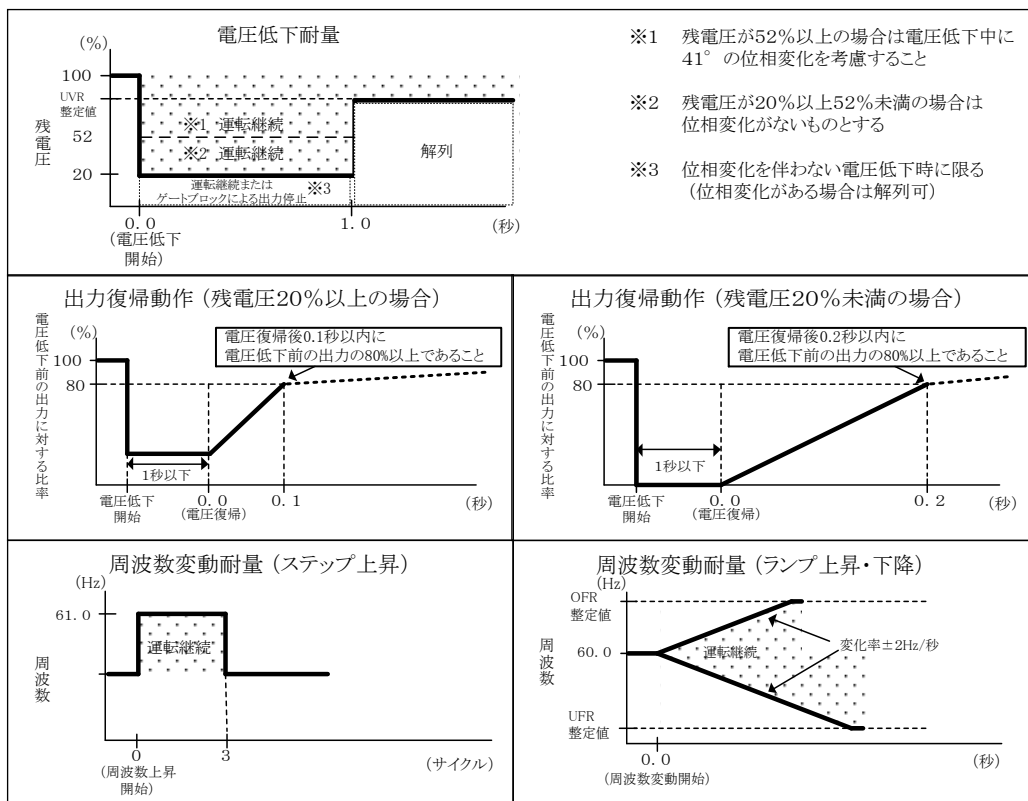 電圧低下耐量
(%)
100
UVR
整定値
52
20
残電圧
※1 運転継続
※2 運転継続
運転継続または
ゲートブロックによる出力停止
※3
解列
0.0
(電圧低下
開始)
1.0
(秒)
※1 残電圧が52%以上の場合は電圧低下中に
41°の位相変化を考慮すること
※2 残電圧が20%以上52%未満の場合は
位相変化がないものとする
※3 位相変化を伴わない電圧低下時に限る
(位相変化がある場合は解列可)
出力復帰動作(残電圧20%以上の場合)
(%)
100
80
電圧低下前の出力に対する比率
電圧復帰後0.1秒以内に
電圧低下前の出力の80%以上であること
1秒以下
電圧低下
開始
0.0
(電圧復帰)
0.1
(秒)
出力復帰動作(残電圧20%未満の場合)
(%)
100
80
電圧低下前の出力に対する比率
電圧復帰後0.2秒以内に
電圧低下前の出力の80%以上であること
1秒以下
電圧低下
開始
0.0
(電圧復帰)
0.2
(秒)
周波数変動耐量(ステップ上昇)
(Hz)
61.0
周波数
運転継続
0
(周波数上昇
開始)
3
(サイクル)
周波数変動耐量(ランプ上昇・下降)
(Hz)
OFR
整定値
60.0
周波数
運転継続
変化率±2Hz/秒
UFR
整定値
0.0
(周波数変動開始)
(秒)